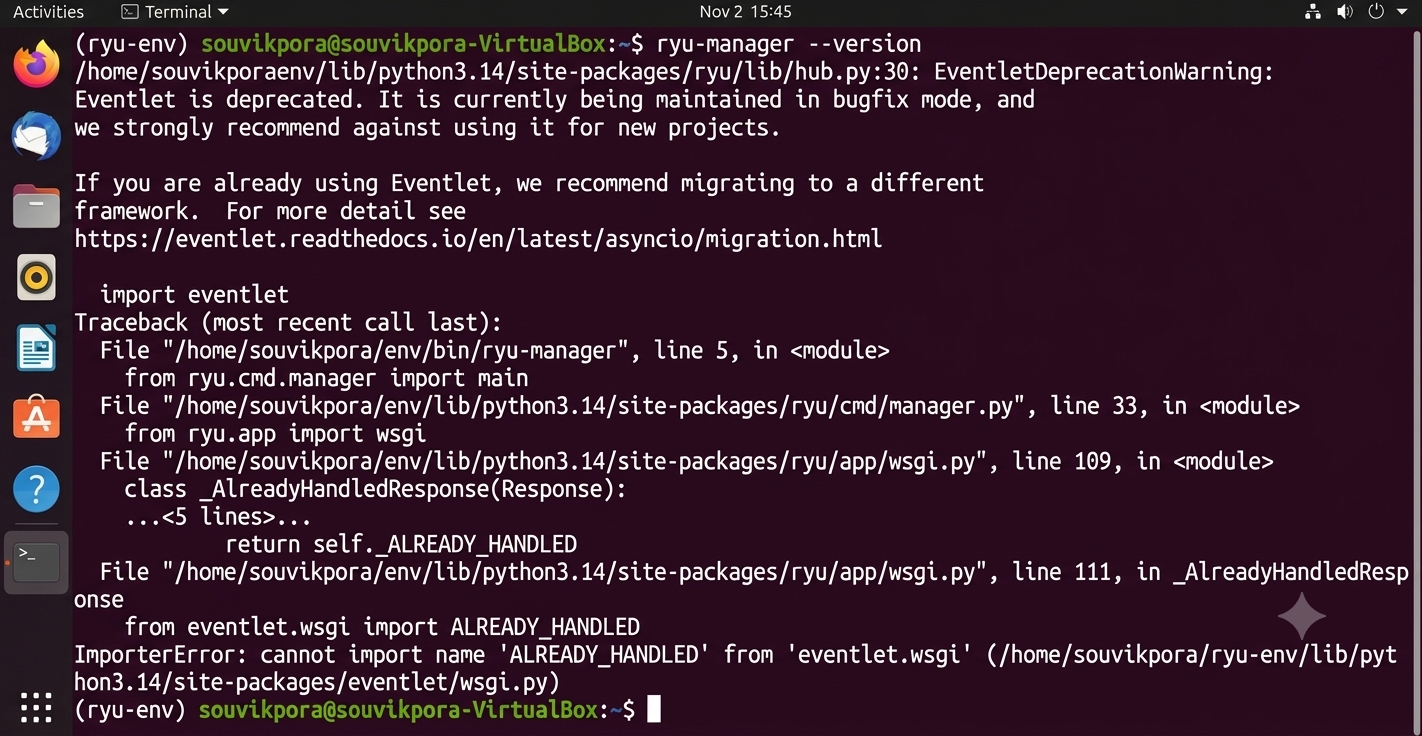 Activities
Terminal
Nov 2 15:45
(ryu-env) souvikpora@souvikpora-VirtualBox:~$ ryu-manager --version
/home/souvikporaenv/lib/python3.14/site-packages/ryu/lib/hub.py:30: EventletDeprecationWarning:
Eventlet is deprecated. It is currently being maintained in bugfix mode, and
we strongly recommend against using it for new projects.
If you are already using Eventlet, we recommend migrating to a different
framework.  For more detail see
https://eventlet.readthedocs.io/en/latest/asyncio/migration.html
  import eventlet
Traceback (most recent call last):
  File "/home/souvikpora/env/bin/ryu-manager", line 5, in <module>
    from ryu.cmd.manager import main
  File "/home/souvikpora/env/lib/python3.14/site-packages/ryu/cmd/manager.py", line 33, in <module>
    from ryu.app import wsgi
  File "/home/souvikpora/env/lib/python3.14/site-packages/ryu/app/wsgi.py", line 109, in <module>
    class _AlreadyHandledResponse(Response):
    ...<5 lines>...
            return self._ALREADY_HANDLED
  File "/home/souvikpora/env/lib/python3.14/site-packages/ryu/app/wsgi.py", line 111, in _AlreadyHandledResp
onse
    from eventlet.wsgi import ALREADY_HANDLED
ImporterError: cannot import name 'ALREADY_HANDLED' from 'eventlet.wsgi' (/home/souvikpora/ryu-env/lib/pyt
hon3.14/site-packages/eventlet/wsgi.py)
(ryu-env) souvikpora@souvikpora-VirtualBox:~$